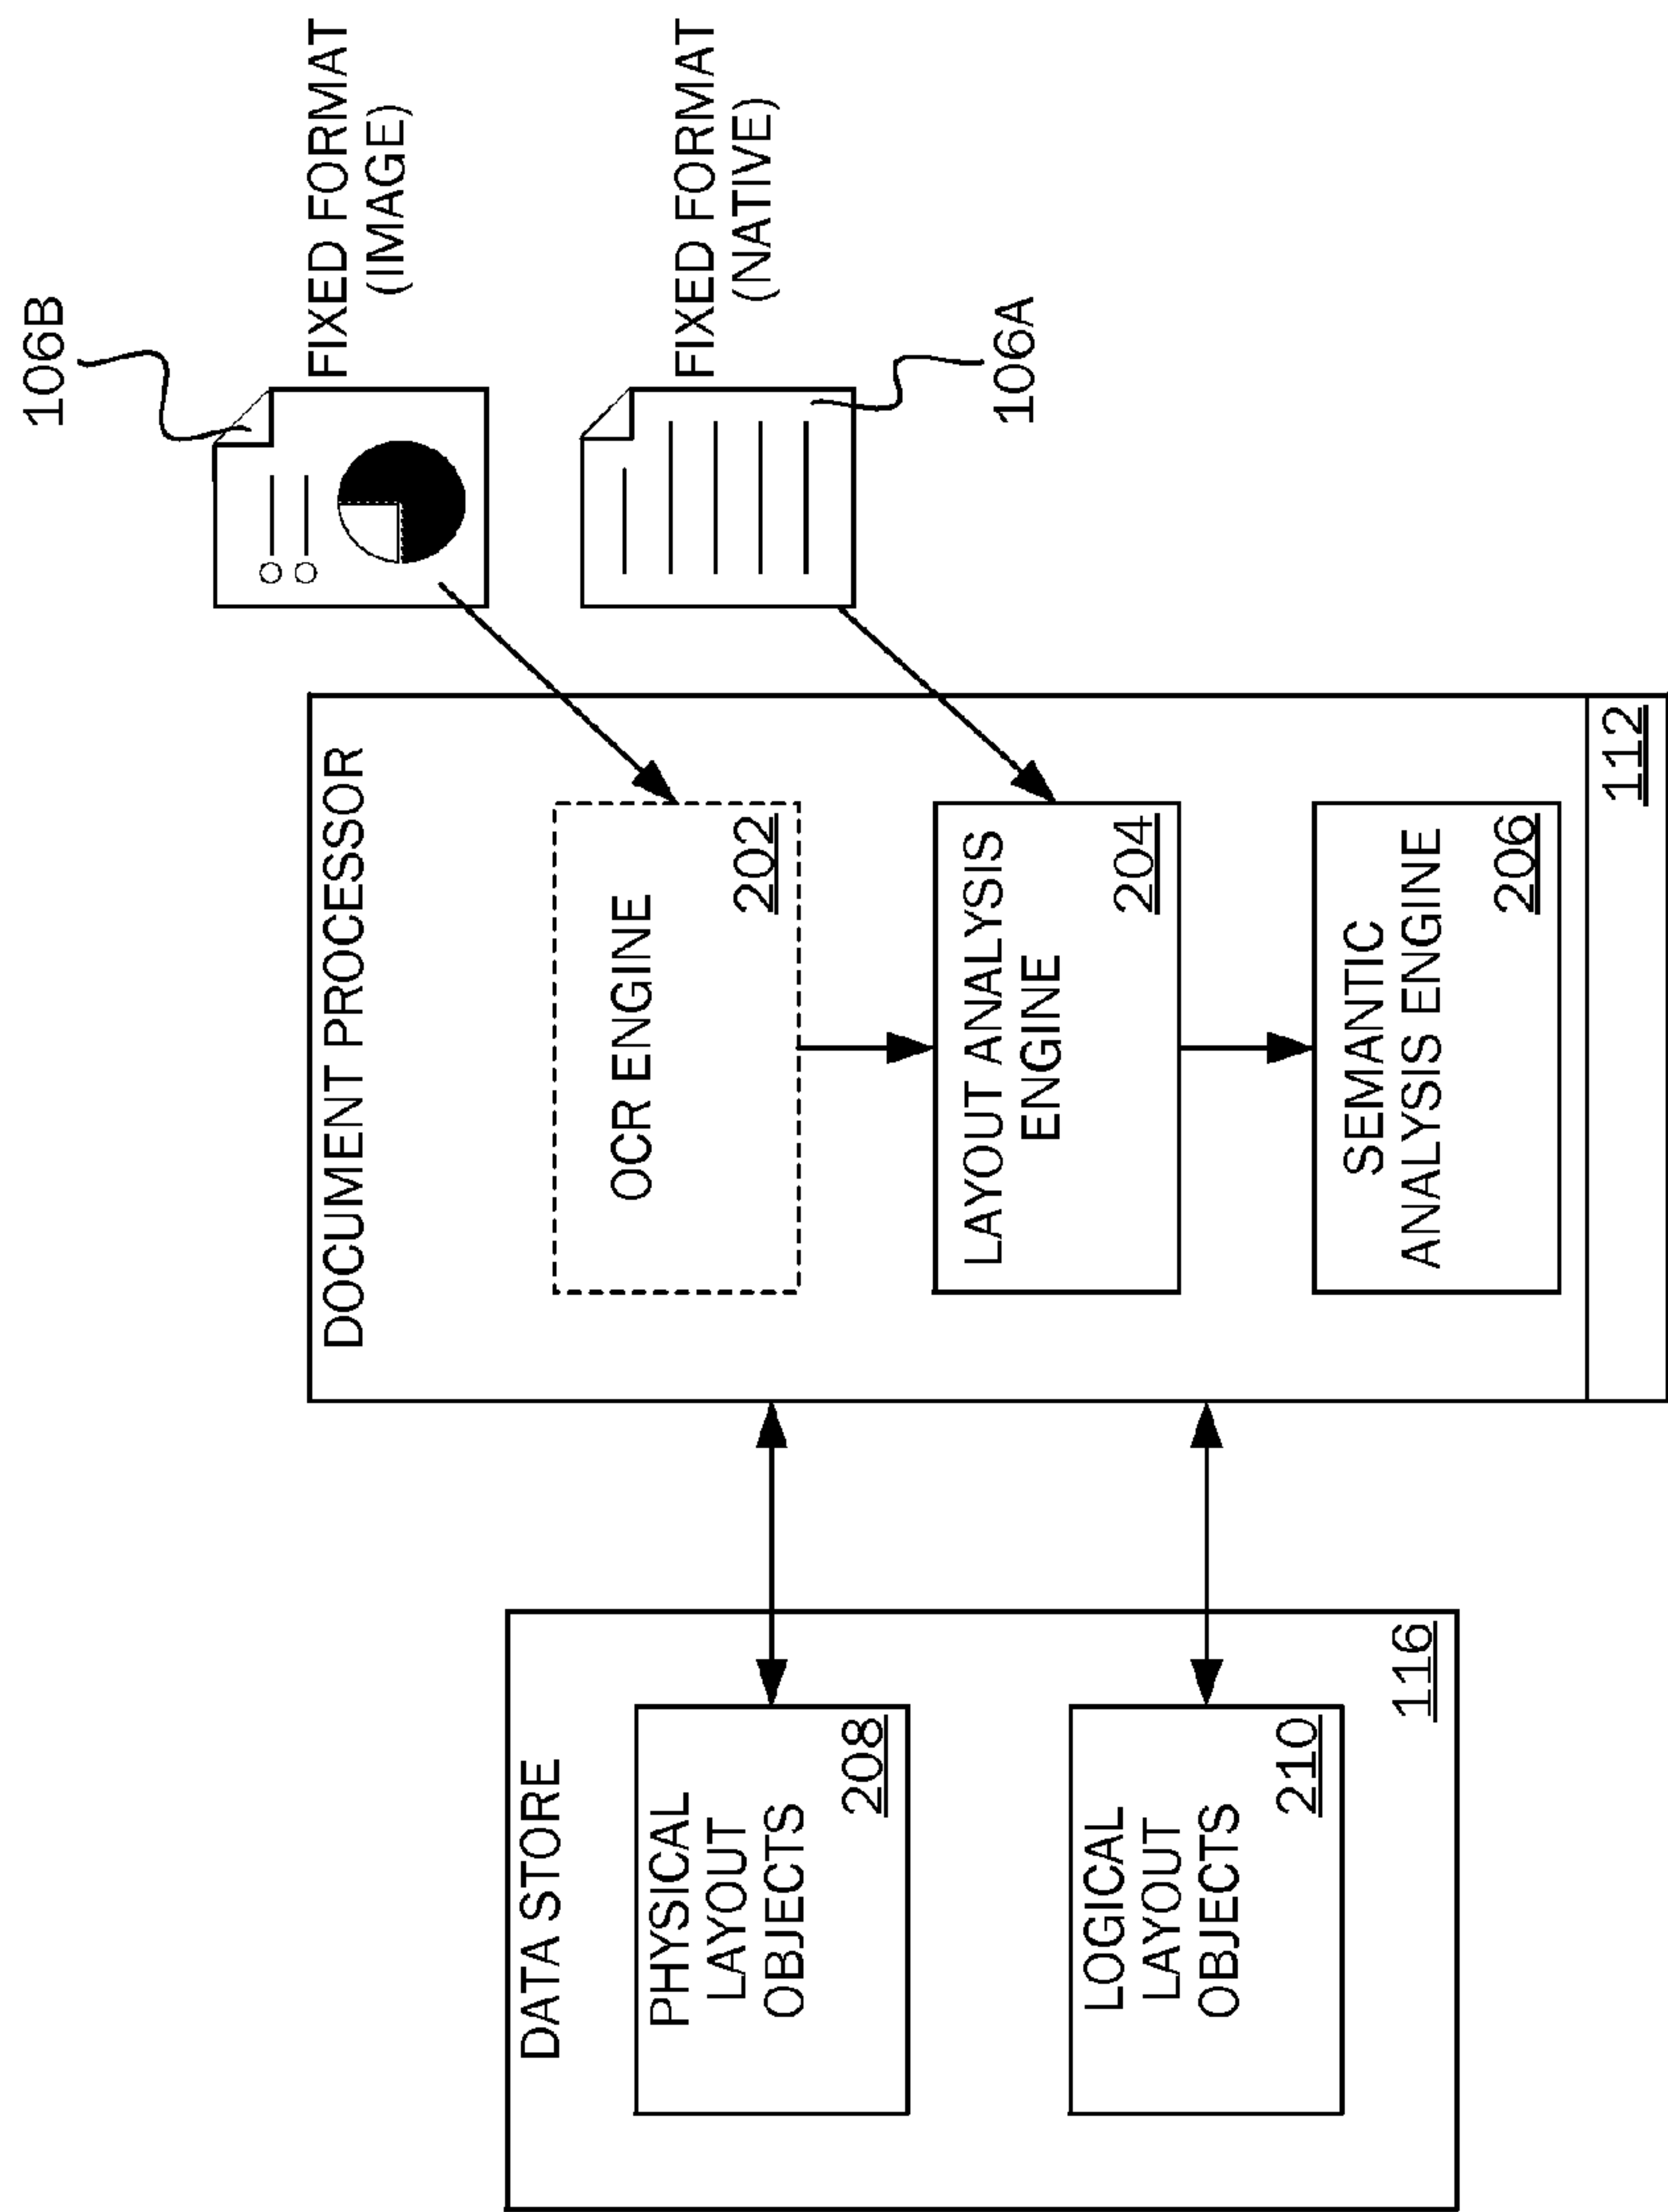 106B
FIXED FORMAT
(IMAGE)
FIXED FORMAT
(NATIVE)
106A
DOCUMENT PROCESSOR
OCR ENGINE
202
LAYOUT ANALYSIS
ENGINE
204
SEMANTIC
ANALYSIS ENGINE
206
112
DATA STORE
PHYSICAL
LAYOUT
OBJECTS
208
LOGICAL
LAYOUT
OBJECTS
210
116